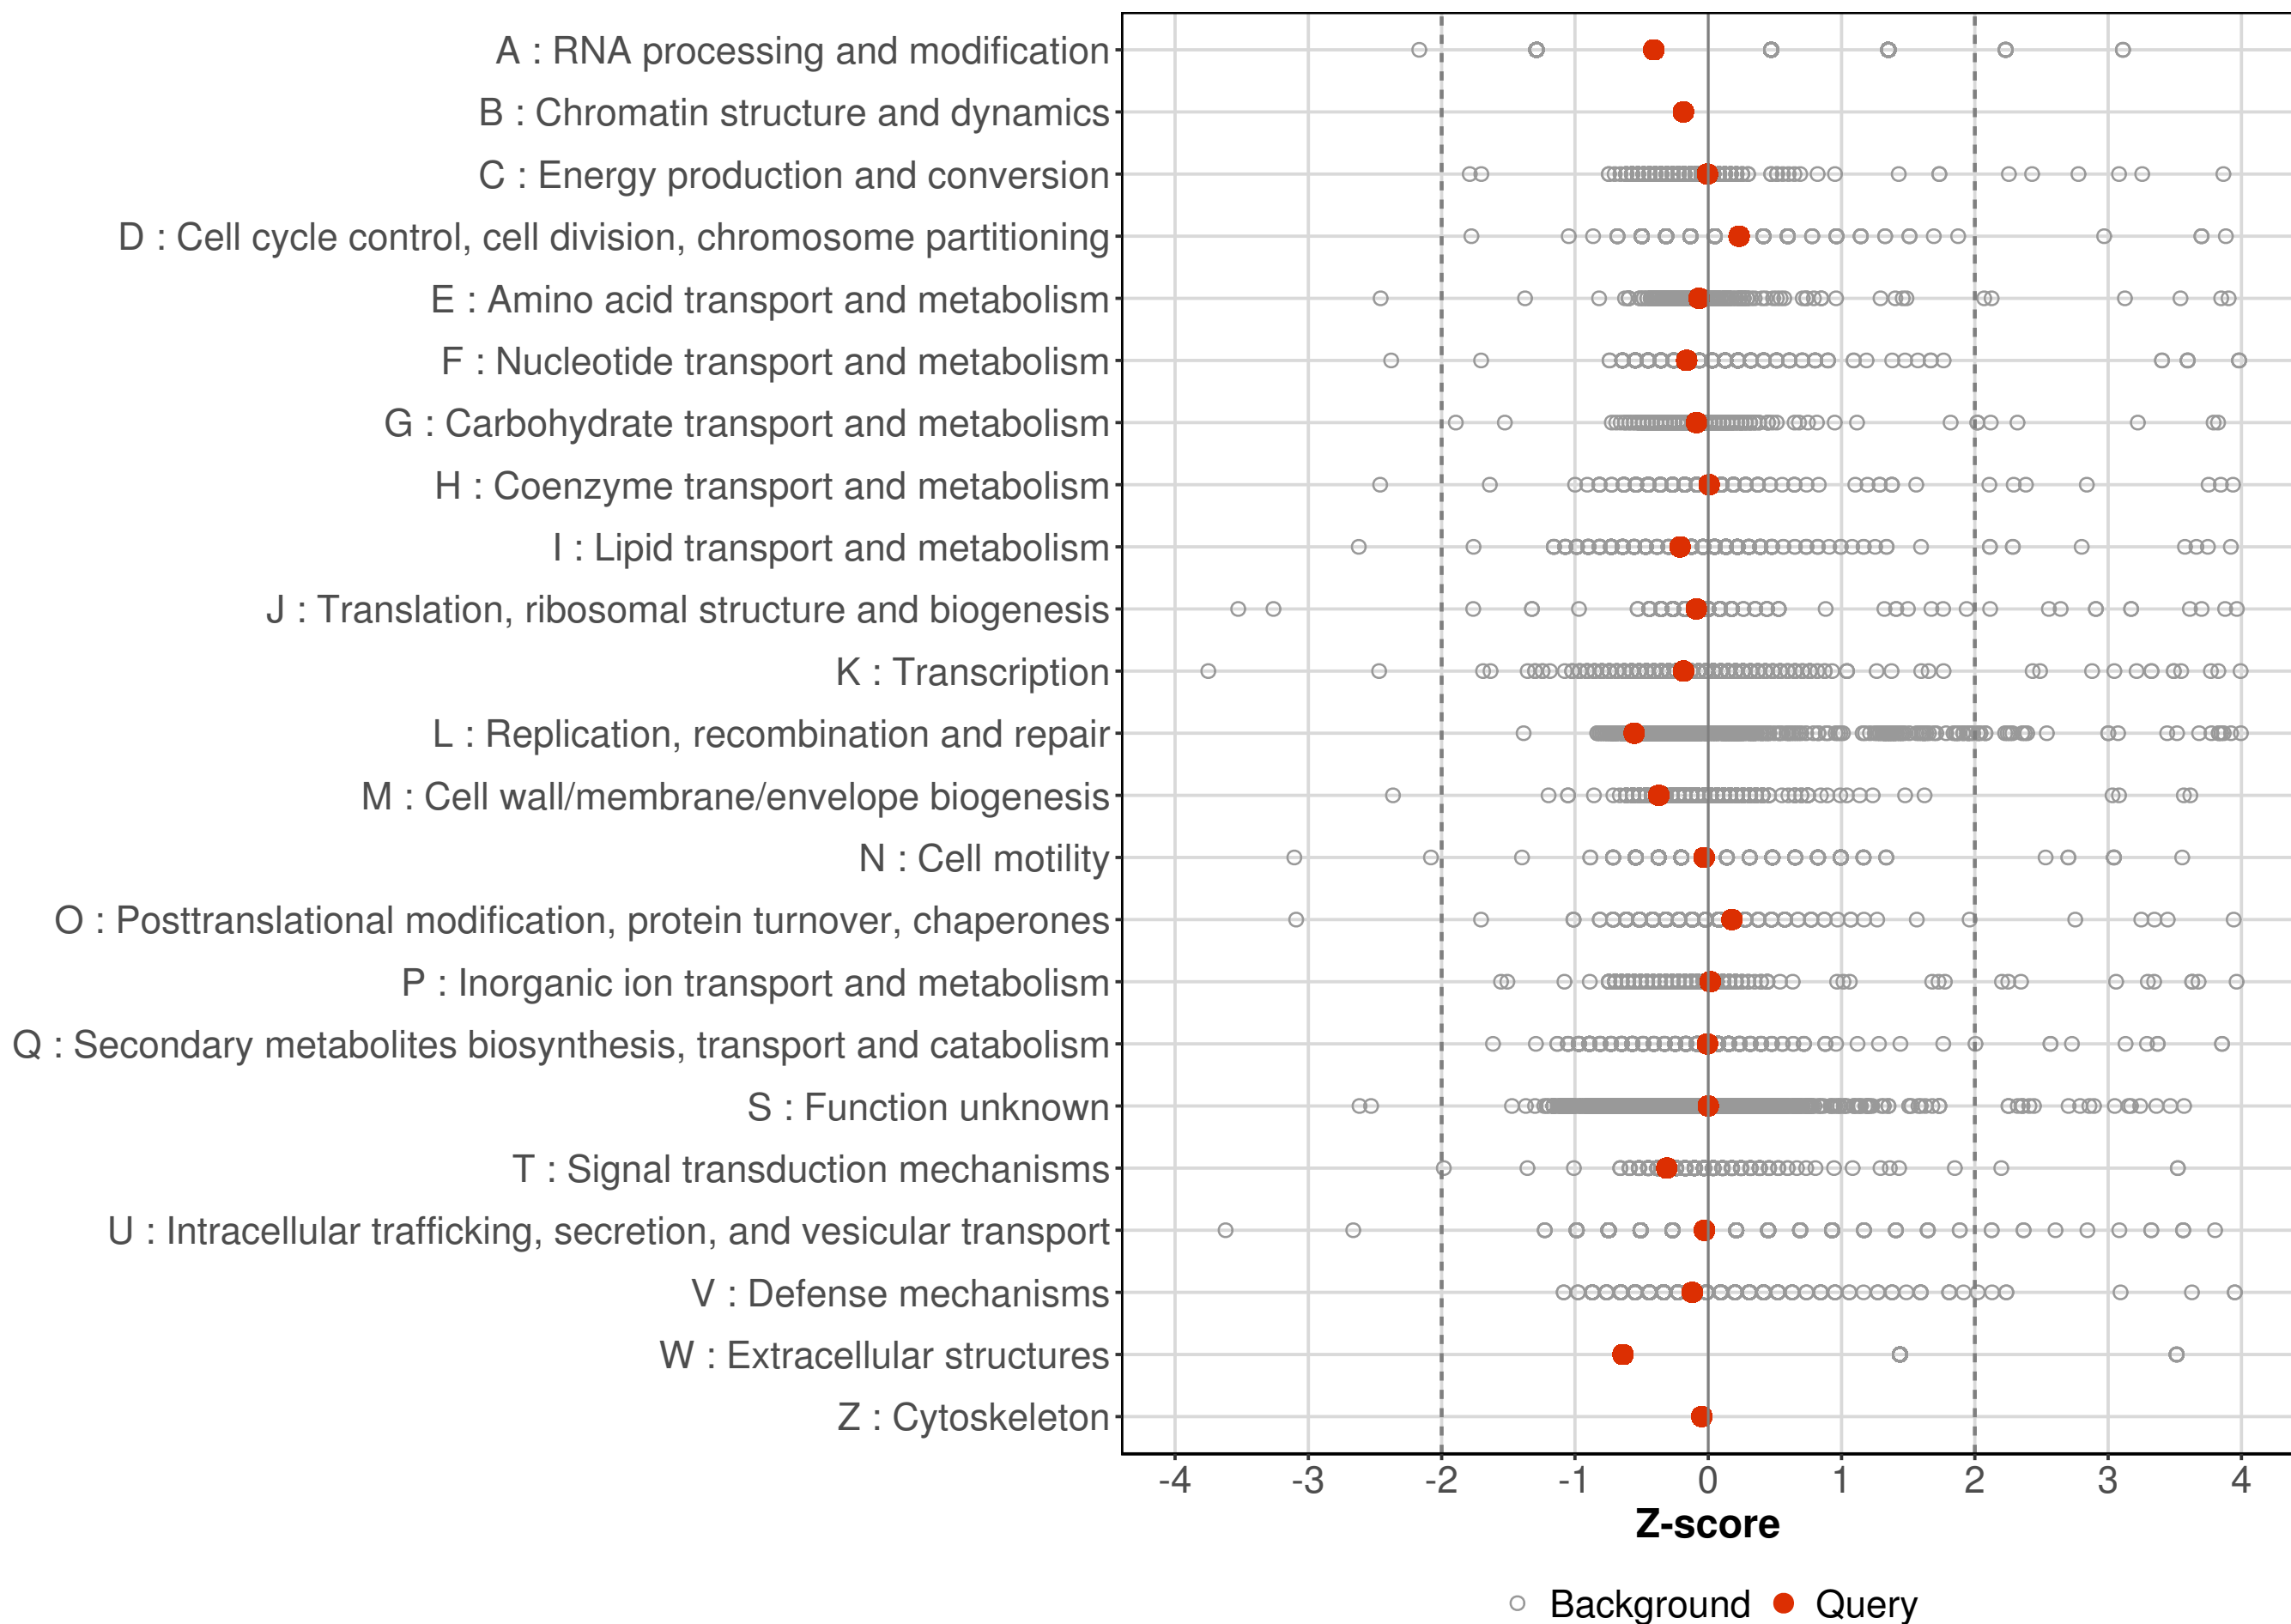 A : RNA processing and modification
B : Chromatin structure and dynamics
C : Energy production and conversion
D : Cell cycle control, cell division, chromosome partitioning
E : Amino acid transport and metabolism
F : Nucleotide transport and metabolism
G : Carbohydrate transport and metabolism
H : Coenzyme transport and metabolism
I : Lipid transport and metabolism
J : Translation, ribosomal structure and biogenesis
K : Transcription
L : Replication, recombination and repair
M : Cell wall/membrane/envelope biogenesis
N : Cell motility
O : Posttranslational modification, protein turnover, chaperones
P : Inorganic ion transport and metabolism
Q : Secondary metabolites biosynthesis, transport and catabolism
S : Function unknown
T : Signal transduction mechanisms
U : Intracellular trafficking, secretion, and vesicular transport
V : Defense mechanisms
W : Extracellular structures
Z : Cytoskeleton
-4 -3 -2 -1 0 1 2 3 4
Z-score
Background Query